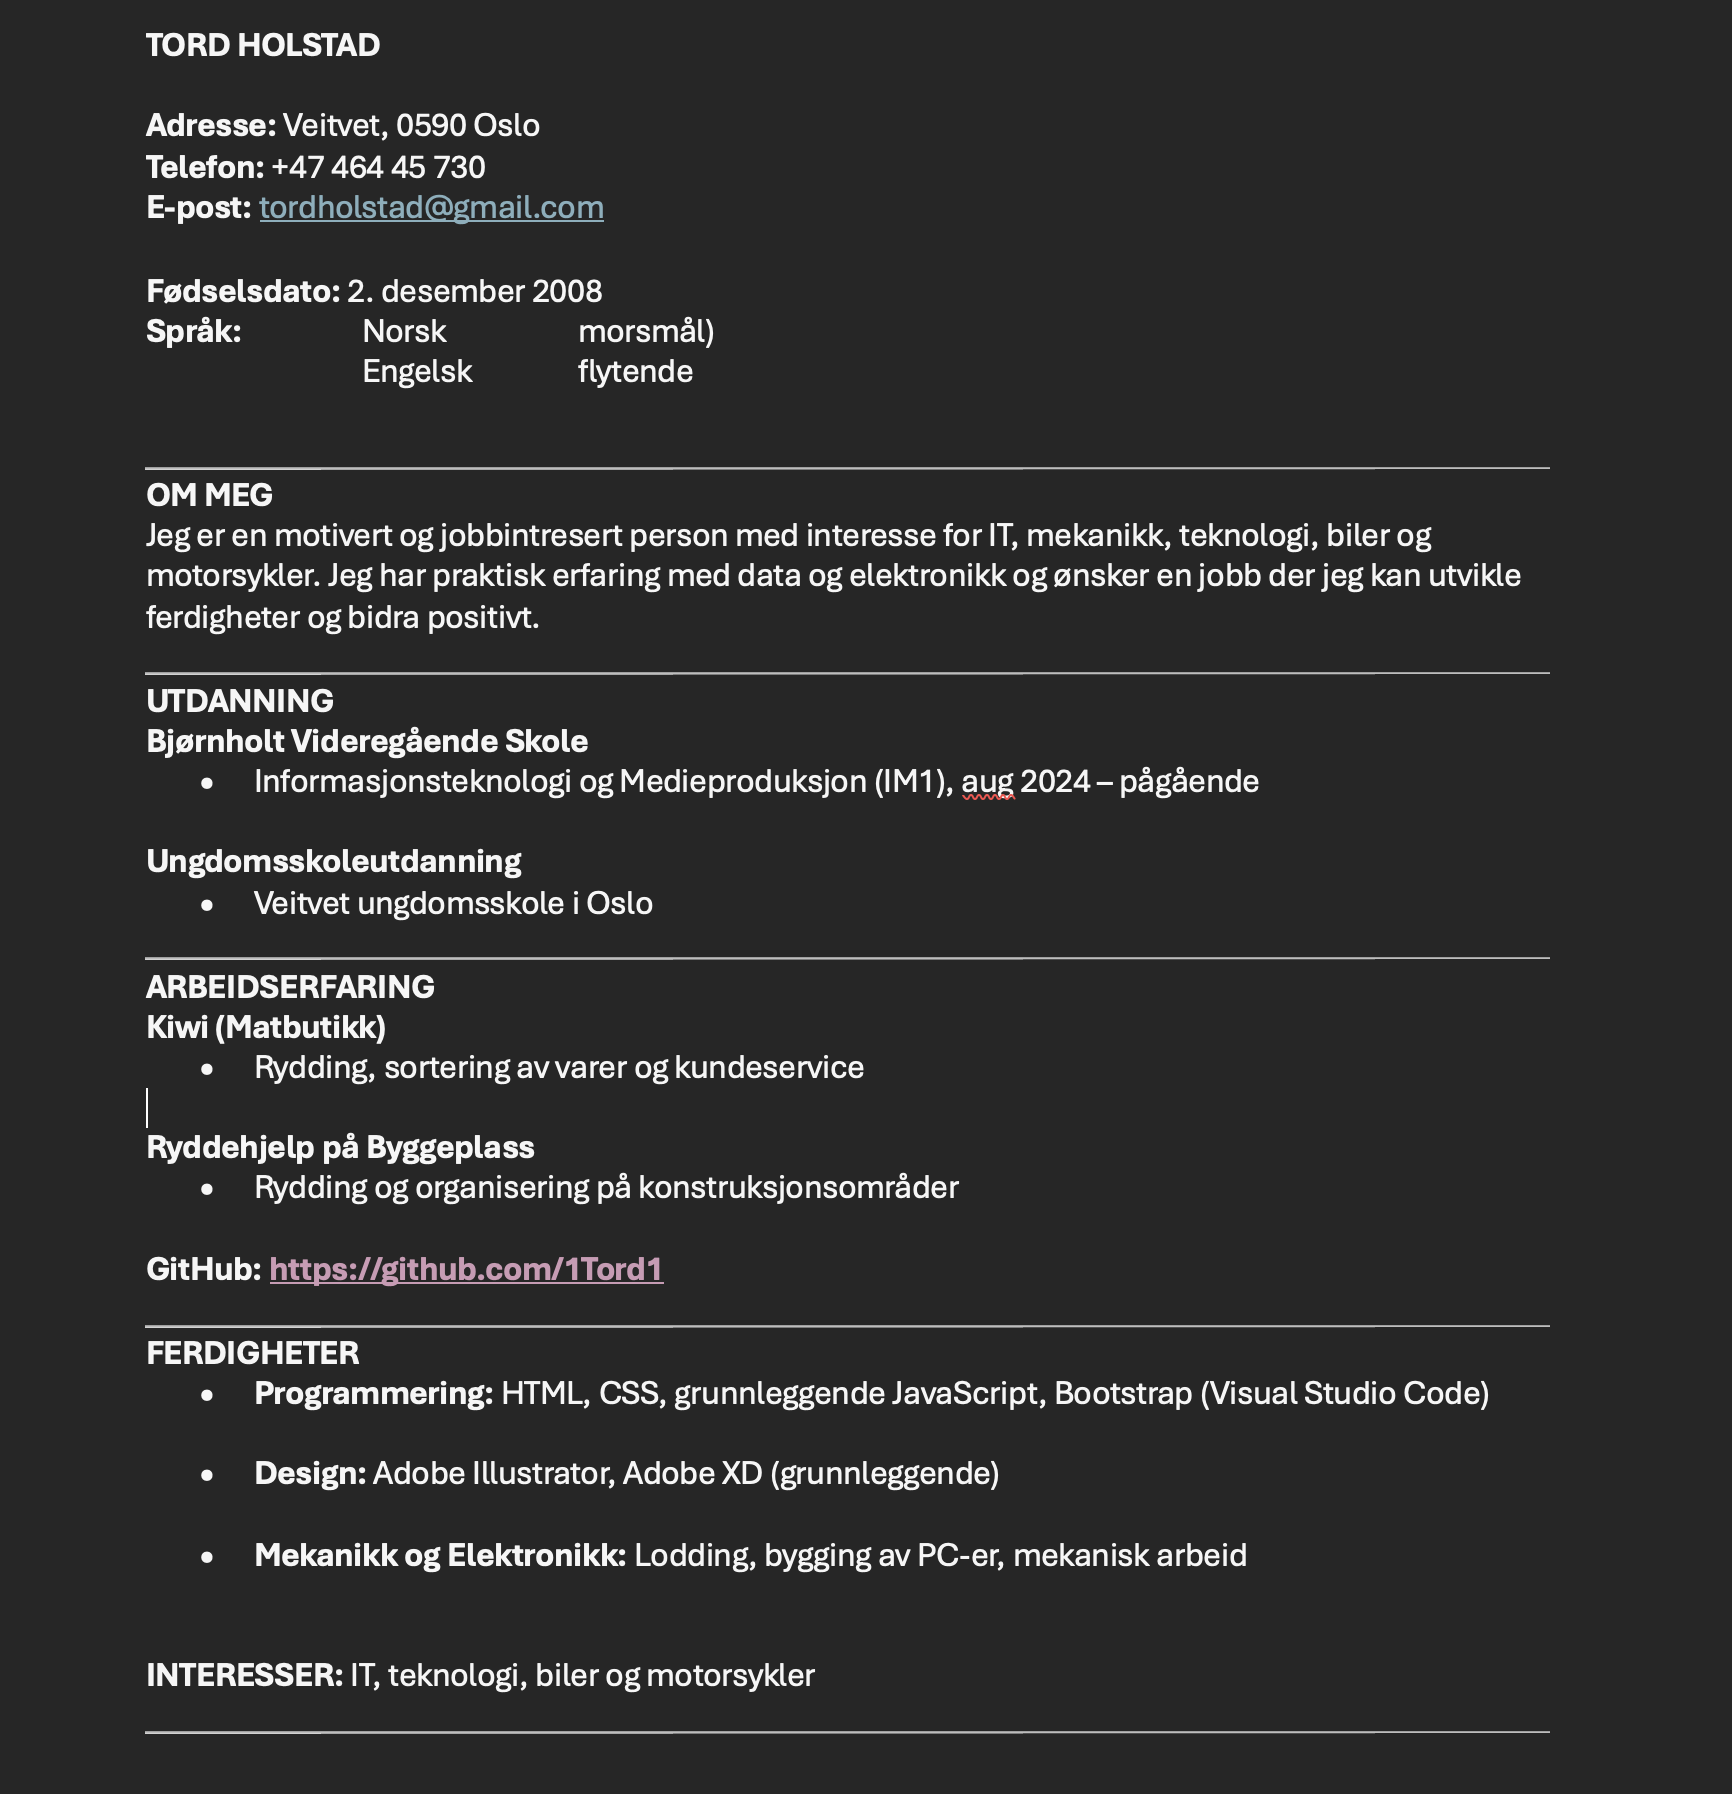 TORD HOLSTAD
Adresse: Veitvet, 0590 Oslo
Telefon: +47 464 45 730
E-post: tordholstad@gmail.com
Fødselsdato: 2. desember 2008
Språk: Norsk morsmål)
Engelsk flytende
OM MEG
Jeg er en motivert og jobbintresert person med interesse for IT, mekanikk, teknologi, biler og
motorsykler. Jeg har praktisk erfaring med data og elektronikk og ønsker en jobb der jeg kan utvikle
ferdigheter og bidra positivt.
UTDANNING
Bjørnholt Videregående Skole
• Informasjonsteknologi og Medieproduksjon (IM1), aug 2024 – pågående
Ungdomsskoleutdanning
• Veitvet ungdomsskole i Oslo
ARBEIDSERFARING
Kiwi (Matbutikk)
• Rydding, sortering av varer og kundeservice
Ryddehjelp på Byggeplass
• Rydding og organisering på konstruksjonsområder
GitHub: https://github.com/1Tord1
FERDIGHETER
• Programmering: HTML, CSS, grunnleggende JavaScript, Bootstrap (Visual Studio Code)
• Design: Adobe Illustrator, Adobe XD (grunnleggende)
• Mekanikk og Elektronikk: Lodding, bygging av PC-er, mekanisk arbeid
INTERESSER: IT, teknologi, biler og motorsykler